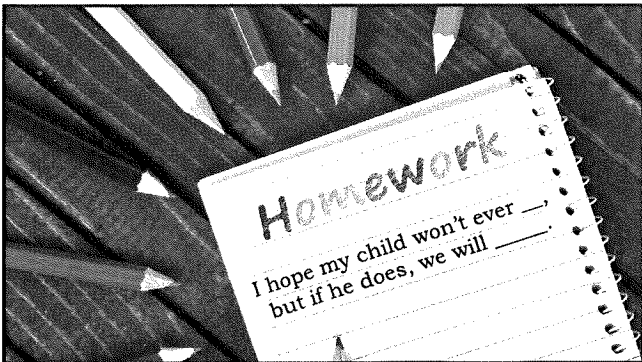 Homework
I hope my child won't ever __,
but if he does, we will _____.